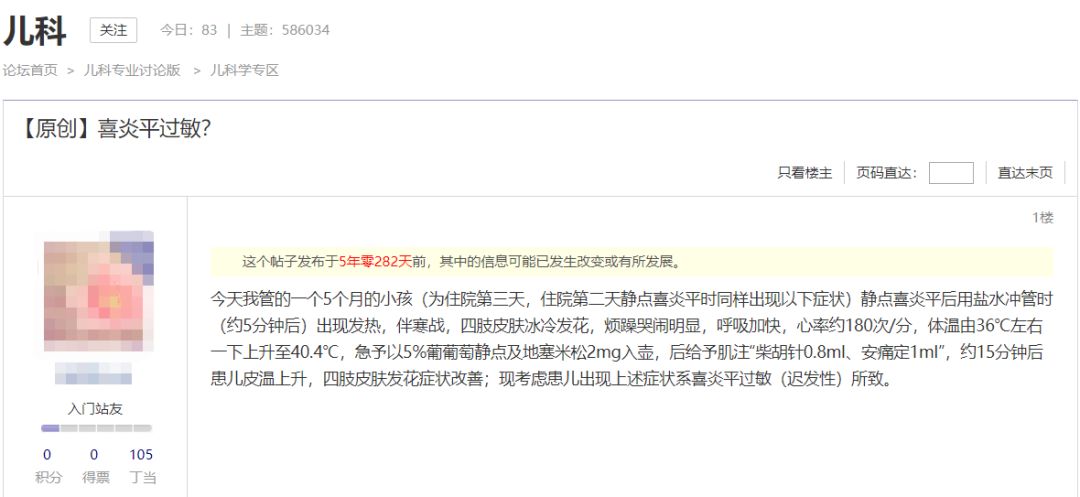 儿科 关注 今日：83 | 主题：586034
论坛首页 > 儿科专业讨论版 > 儿科学专区
【原创】喜炎平过敏？
只看楼主 页码直达： 直达末页
1楼
这个帖子发布于5年零282天前，其中的信息可能已发生改变或有所发展。
今天我管的一个5个月的小孩（为住院第三天，住院第二天静点喜炎平时同样出现以下症状）静点喜炎平后用盐水冲管时
（约5分钟后）出现发热，伴寒战，四肢皮肤冰冷发花，烦躁哭闹明显，呼吸加快，心率约180次/分，体温由36℃左右
一下上升至40.4℃，急予以5%葡葡萄静点及地塞米松2mg入壶，后给予肌注“柴胡针0.8ml、安痛定1ml”，约15分钟后
患儿皮温上升，四肢皮肤发花症状改善；现考虑患儿出现上述症状系喜炎平过敏（迟发性）所致。
入门站友
0 0 105
积分 得票 丁当